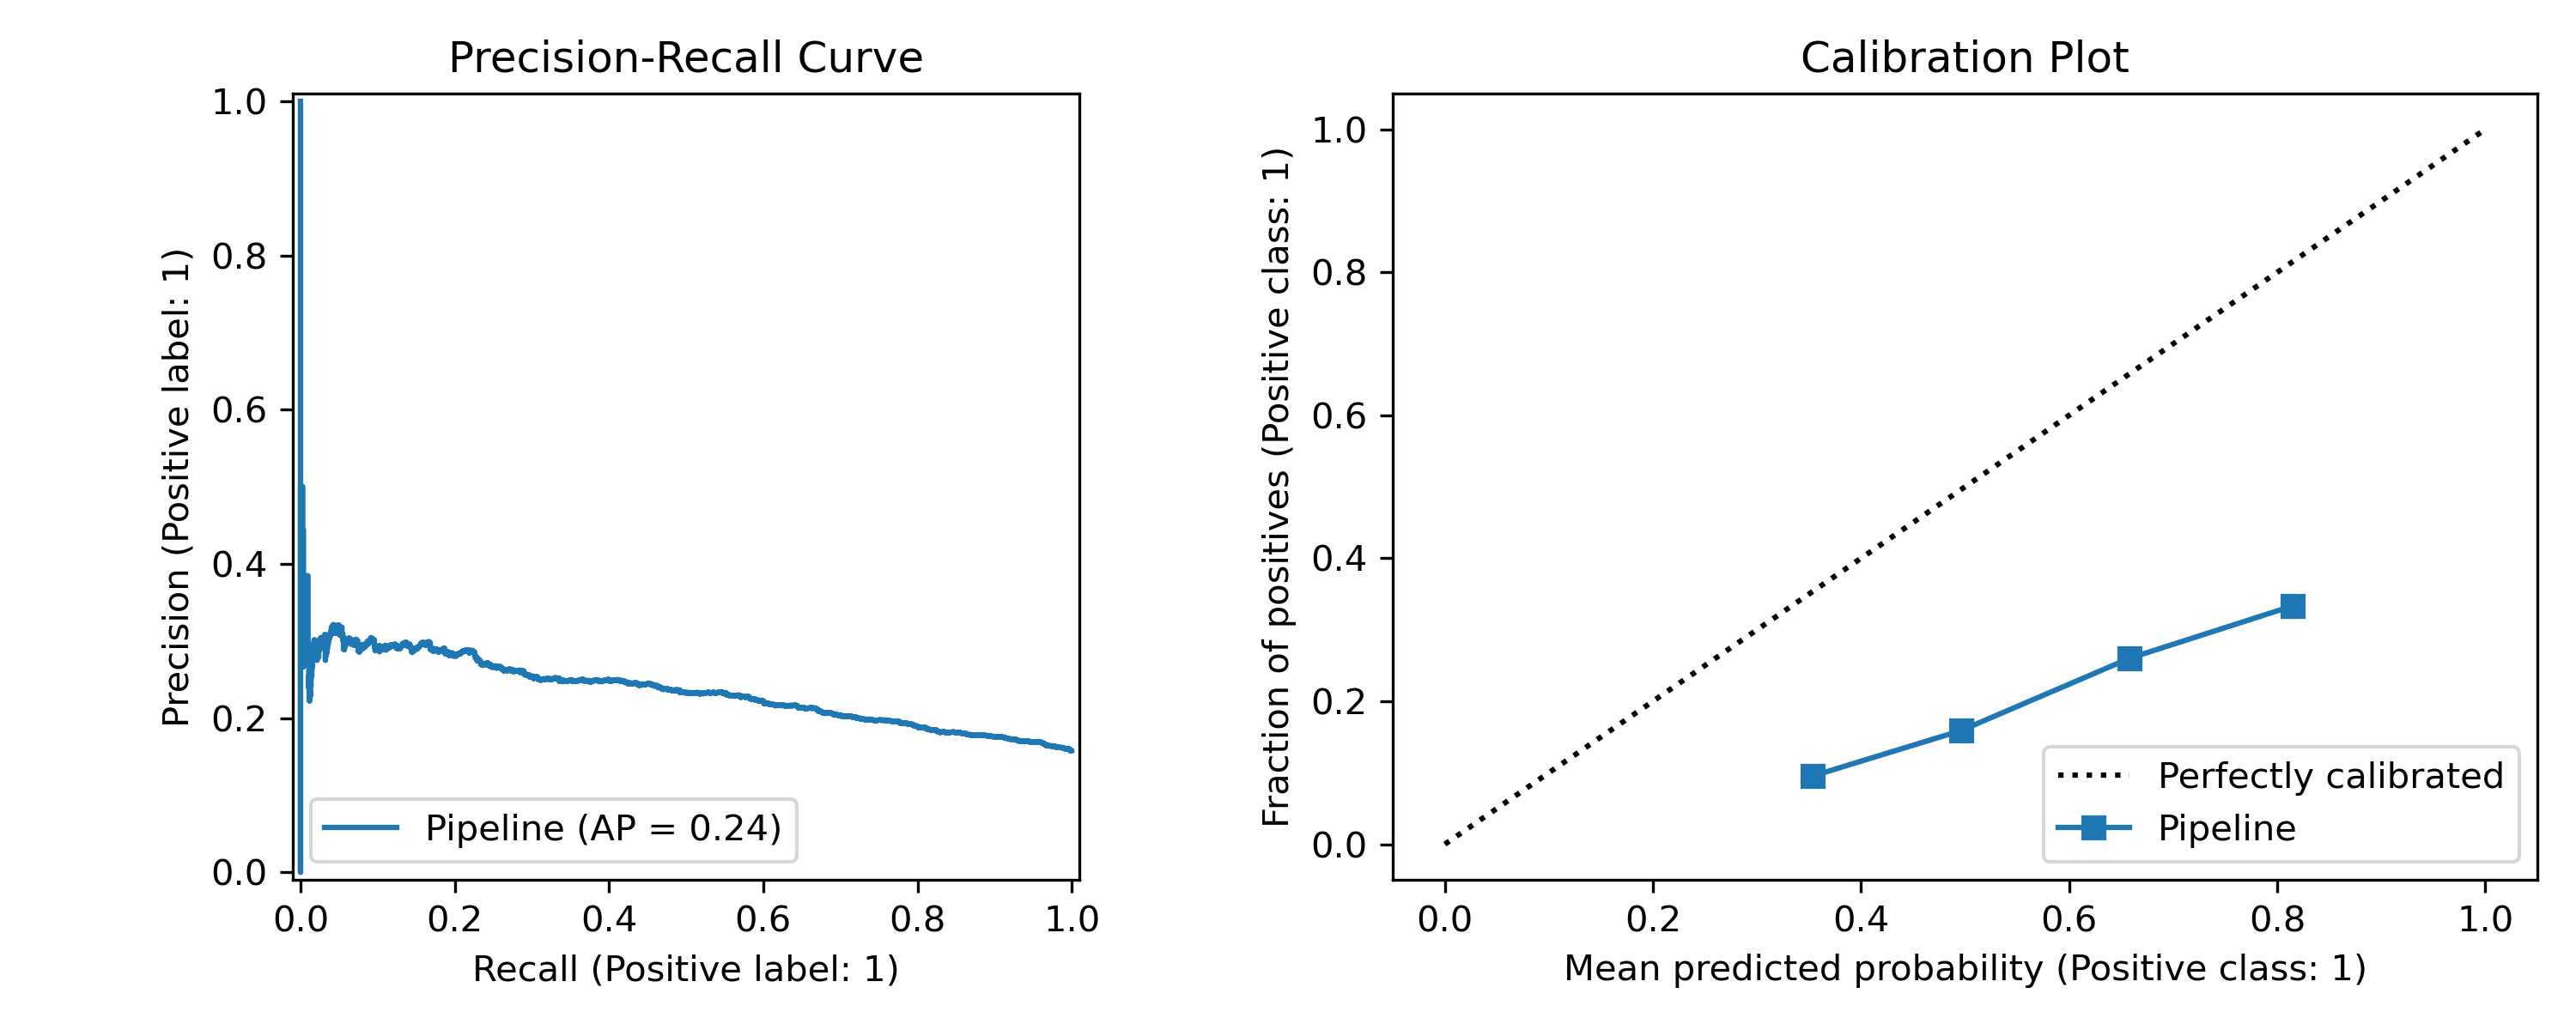 Precision-Recall Curve
1.0
0.8
0.6
0.4
0.2
0.0
Precision (Positive label: 1)
Pipeline (AP = 0.24)
0.0 0.2 0.4 0.6 0.8 1.0
Recall (Positive label: 1)
Calibration Plot
1.0
0.8
0.6
0.4
0.2
0.0
Fraction of positives (Positive class: 1)
Perfectly calibrated
Pipeline
0.0 0.2 0.4 0.6 0.8 1.0
Mean predicted probability (Positive class: 1)